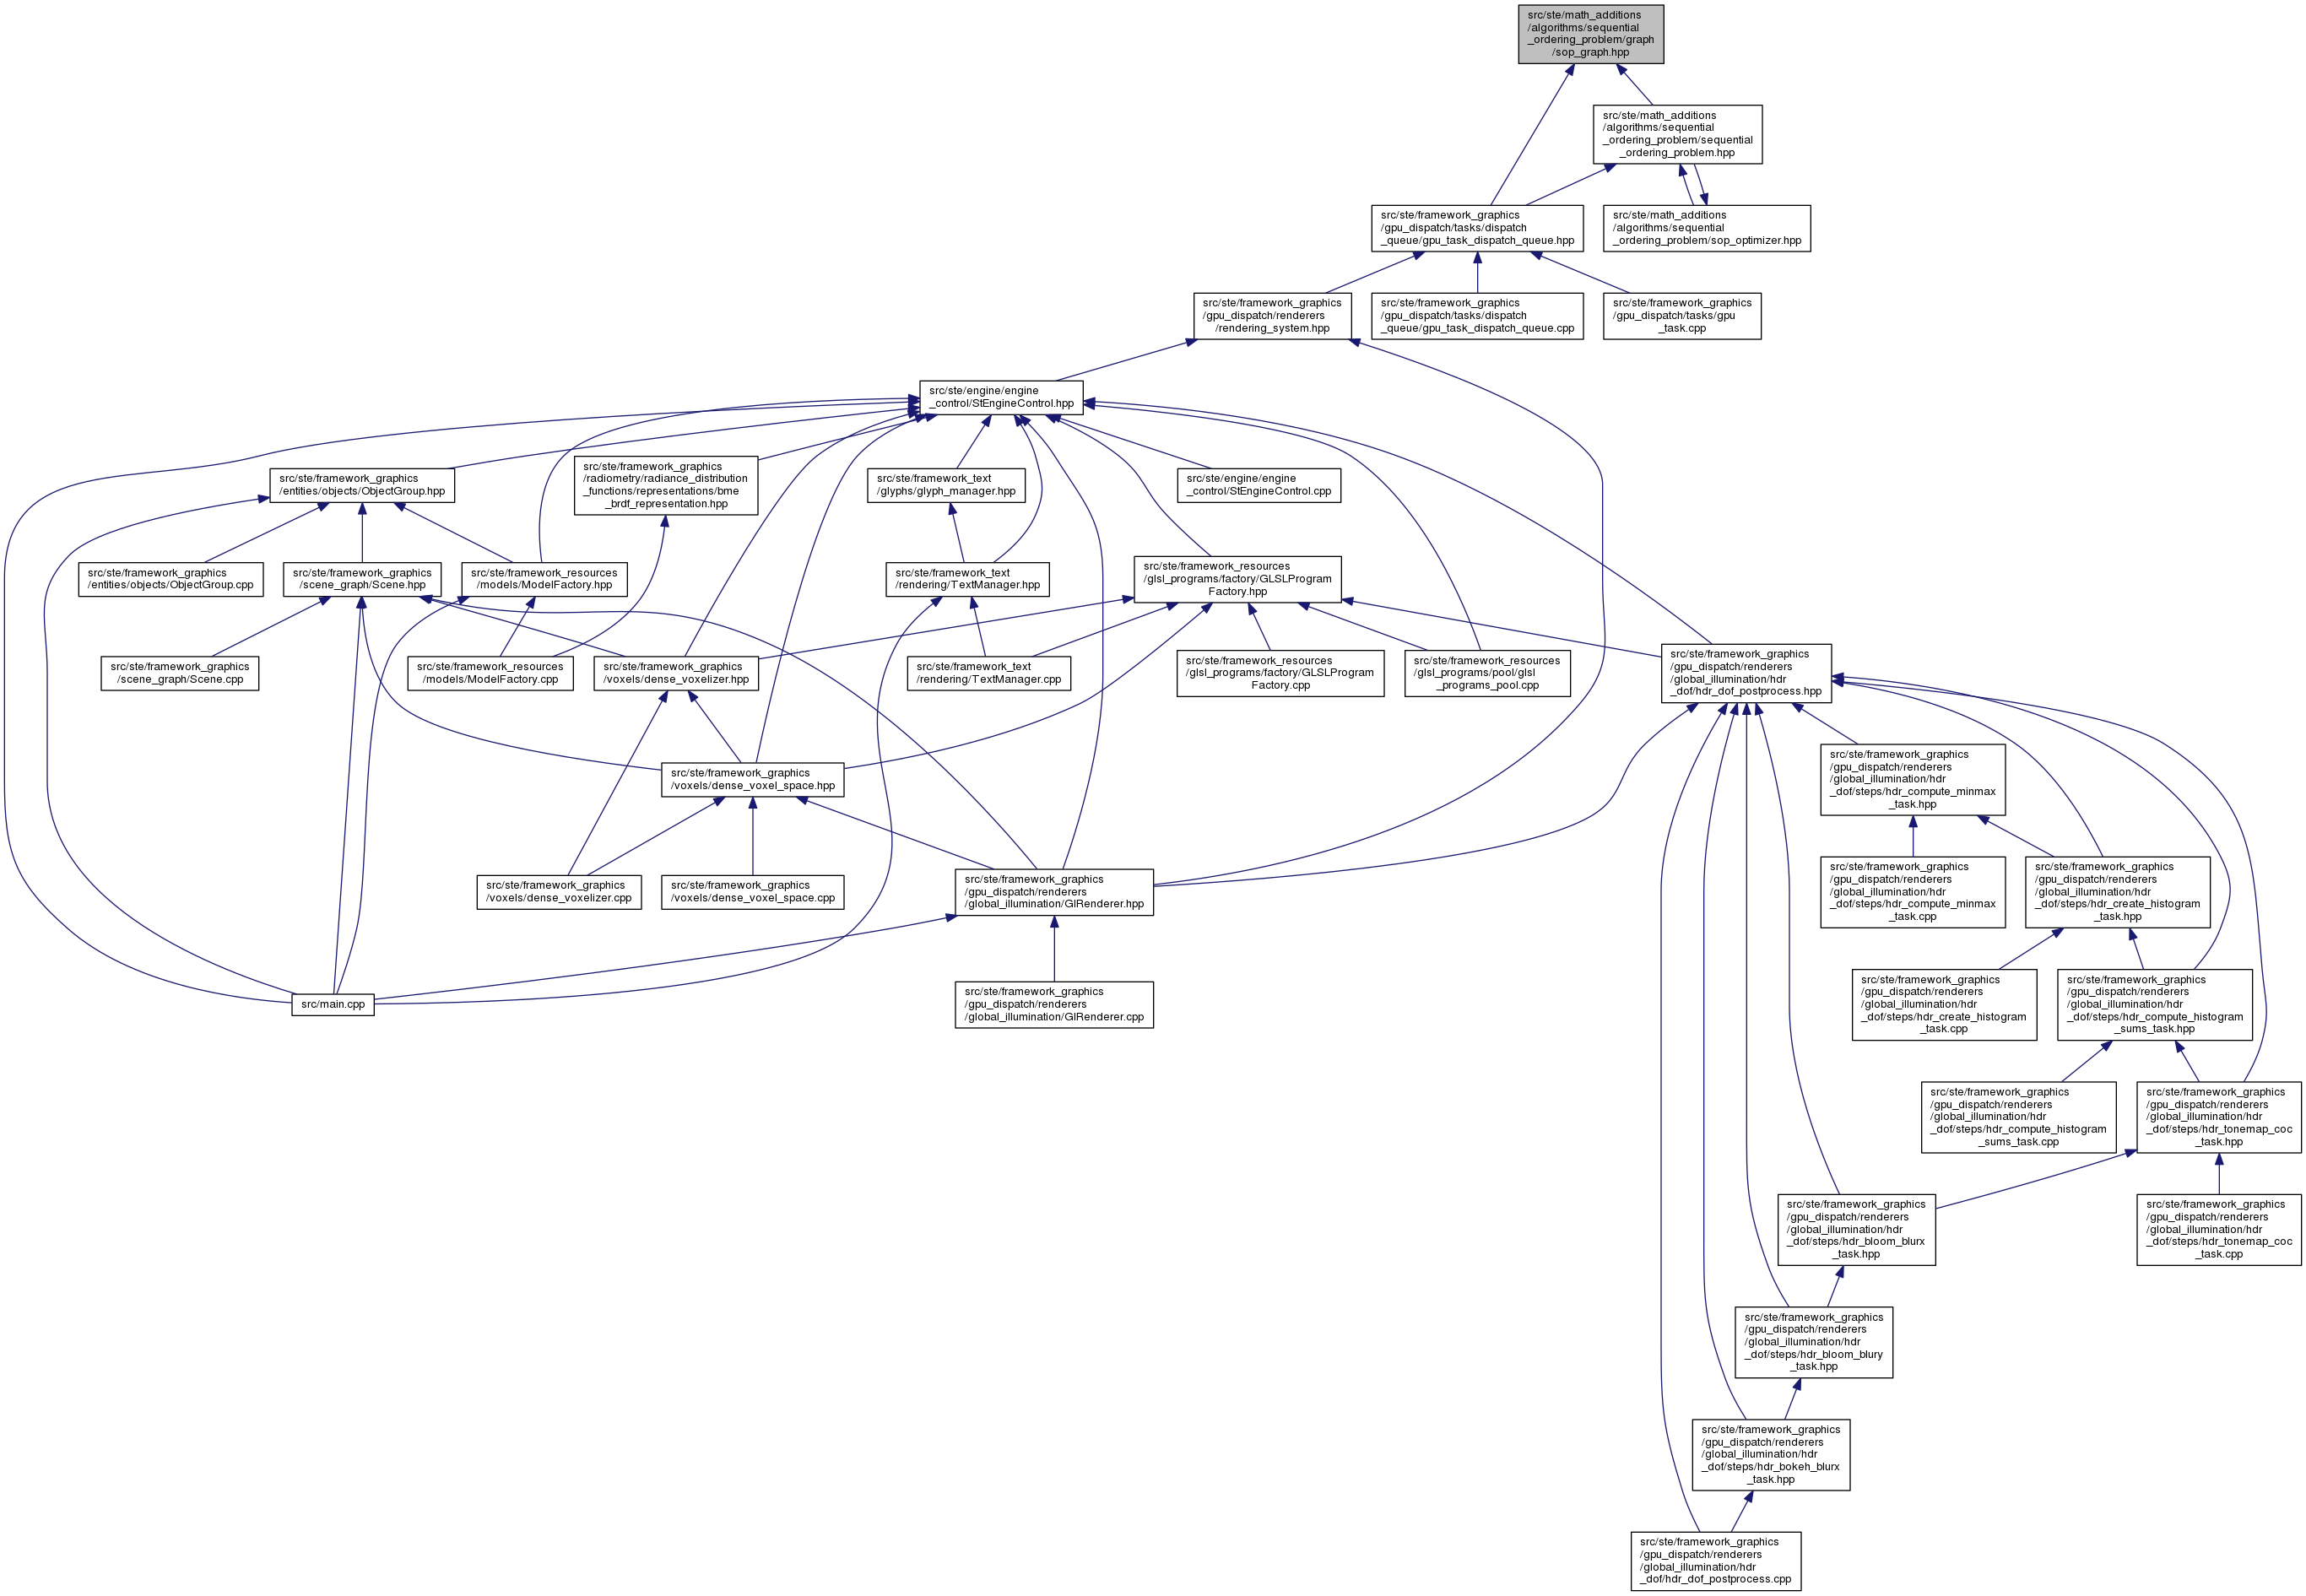 src/ste/math_additions
/algorithms/sequential
_ordering_problem/graph
/sop_graph.hpp
src/ste/math_additions
/algorithms/sequential
_ordering_problem/sequential
_ordering_problem.hpp
src/ste/framework_graphics
/gpu_dispatch/tasks/dispatch
_queue/gpu_task_dispatch_queue.hpp
src/ste/math_additions
/algorithms/sequential
_ordering_problem/sop_optimizer.hpp
src/ste/framework_graphics
/gpu_dispatch/renderers
/rendering_system.hpp
src/ste/framework_graphics
/gpu_dispatch/tasks/dispatch
_queue/gpu_task_dispatch_queue.cpp
src/ste/framework_graphics
/gpu_dispatch/tasks/gpu
_task.cpp
src/ste/engine/engine
_control/StEngineControl.hpp
src/ste/framework_graphics
/entities/objects/ObjectGroup.hpp
src/ste/framework_graphics
/radiometry/radiance_distribution
_functions/representations/bme
_brdf_representation.hpp
src/ste/framework_text
/glyphs/glyph_manager.hpp
src/ste/engine/engine
_control/StEngineControl.cpp
src/ste/framework_graphics
/entities/objects/ObjectGroup.cpp
src/ste/framework_graphics
/scene_graph/Scene.hpp
src/ste/framework_resources
/models/ModelFactory.hpp
src/ste/framework_text
/rendering/TextManager.hpp
src/ste/framework_resources
/glsl_programs/factory/GLSLProgram
Factory.hpp
src/ste/framework_graphics
/scene_graph/Scene.cpp
src/ste/framework_resources
/models/ModelFactory.cpp
src/ste/framework_graphics
/voxels/dense_voxelizer.hpp
src/ste/framework_text
/rendering/TextManager.cpp
src/ste/framework_resources
/glsl_programs/factory/GLSLProgram
Factory.cpp
src/ste/framework_resources
/glsl_programs/pool/glsl
_programs_pool.cpp
src/ste/framework_graphics
/gpu_dispatch/renderers
/global_illumination/hdr
_dof/hdr_dof_postprocess.hpp
src/ste/framework_graphics
/voxels/dense_voxel_space.hpp
src/ste/framework_graphics
/gpu_dispatch/renderers
/global_illumination/hdr
_dof/steps/hdr_compute_minmax
_task.hpp
src/ste/framework_graphics
/voxels/dense_voxelizer.cpp
src/ste/framework_graphics
/voxels/dense_voxel_space.cpp
src/ste/framework_graphics
/gpu_dispatch/renderers
/global_illumination/GIRenderer.hpp
src/ste/framework_graphics
/gpu_dispatch/renderers
/global_illumination/hdr
_dof/steps/hdr_compute_minmax
_task.cpp
src/ste/framework_graphics
/gpu_dispatch/renderers
/global_illumination/hdr
_dof/steps/hdr_create_histogram
_task.hpp
src/main.cpp
src/ste/framework_graphics
/gpu_dispatch/renderers
/global_illumination/GIRenderer.cpp
src/ste/framework_graphics
/gpu_dispatch/renderers
/global_illumination/hdr
_dof/steps/hdr_create_histogram
_task.cpp
src/ste/framework_graphics
/gpu_dispatch/renderers
/global_illumination/hdr
_dof/steps/hdr_compute_histogram
_sums_task.hpp
src/ste/framework_graphics
/gpu_dispatch/renderers
/global_illumination/hdr
_dof/steps/hdr_compute_histogram
_sums_task.cpp
src/ste/framework_graphics
/gpu_dispatch/renderers
/global_illumination/hdr
_dof/steps/hdr_tonemap_coc
_task.hpp
src/ste/framework_graphics
/gpu_dispatch/renderers
/global_illumination/hdr
_dof/steps/hdr_bloom_blurx
_task.hpp
src/ste/framework_graphics
/gpu_dispatch/renderers
/global_illumination/hdr
_dof/steps/hdr_tonemap_coc
_task.cpp
src/ste/framework_graphics
/gpu_dispatch/renderers
/global_illumination/hdr
_dof/steps/hdr_bloom_blury
_task.hpp
src/ste/framework_graphics
/gpu_dispatch/renderers
/global_illumination/hdr
_dof/steps/hdr_bokeh_blurx
_task.hpp
src/ste/framework_graphics
/gpu_dispatch/renderers
/global_illumination/hdr
_dof/hdr_dof_postprocess.cpp